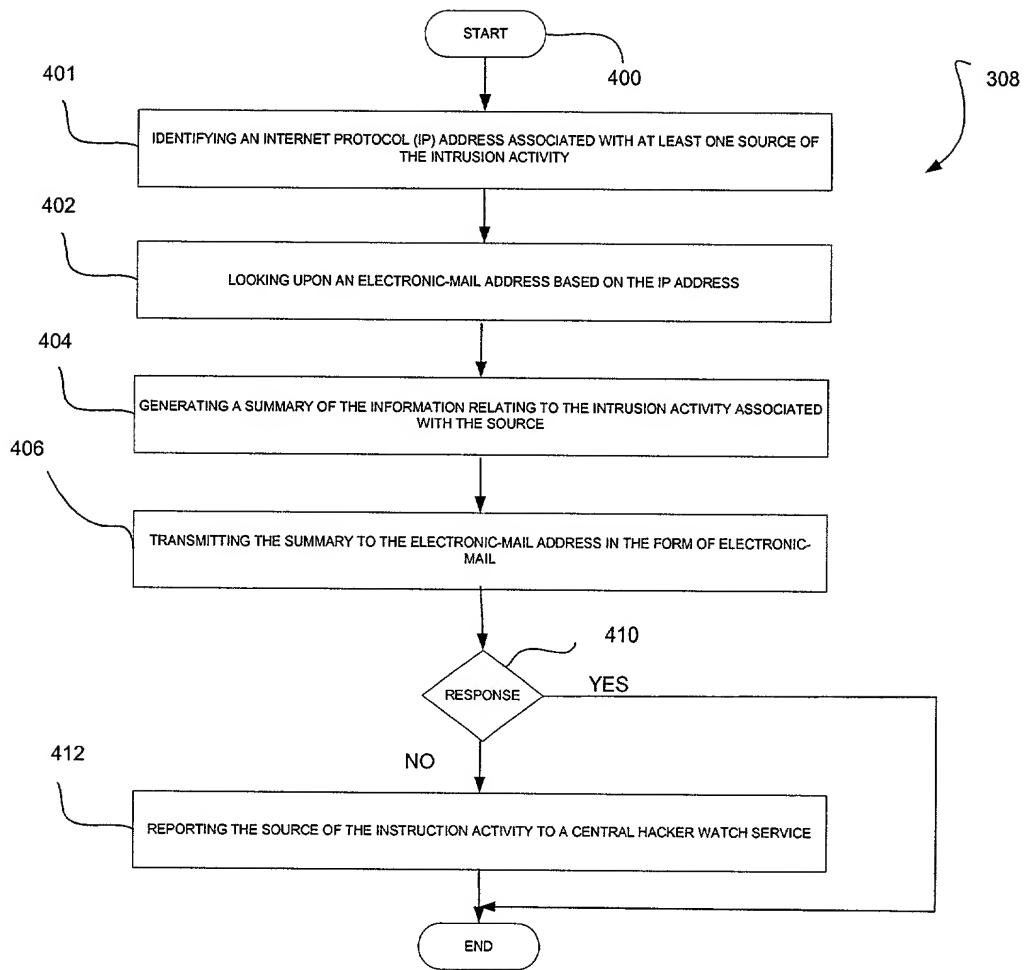 START
400
308
401
IDENTIFYING AN INTERNET PROTOCOL (IP) ADDRESS ASSOCIATED WITH AT LEAST ONE SOURCE OF
THE INTRUSION ACTIVITY
402
LOOKING UPON AN ELECTRONIC-MAIL ADDRESS BASED ON THE IP ADDRESS
404
GENERATING A SUMMARY OF THE INFORMATION RELATING TO THE INTRUSION ACTIVITY ASSOCIATED
WITH THE SOURCE
406
TRANSMITTING THE SUMMARY TO THE ELECTRONIC-MAIL ADDRESS IN THE FORM OF ELECTRONIC-
MAIL
410
RESPONSE
YES
NO
412
REPORTING THE SOURCE OF THE INSTRUCTION ACTIVITY TO A CENTRAL HACKER WATCH SERVICE
END